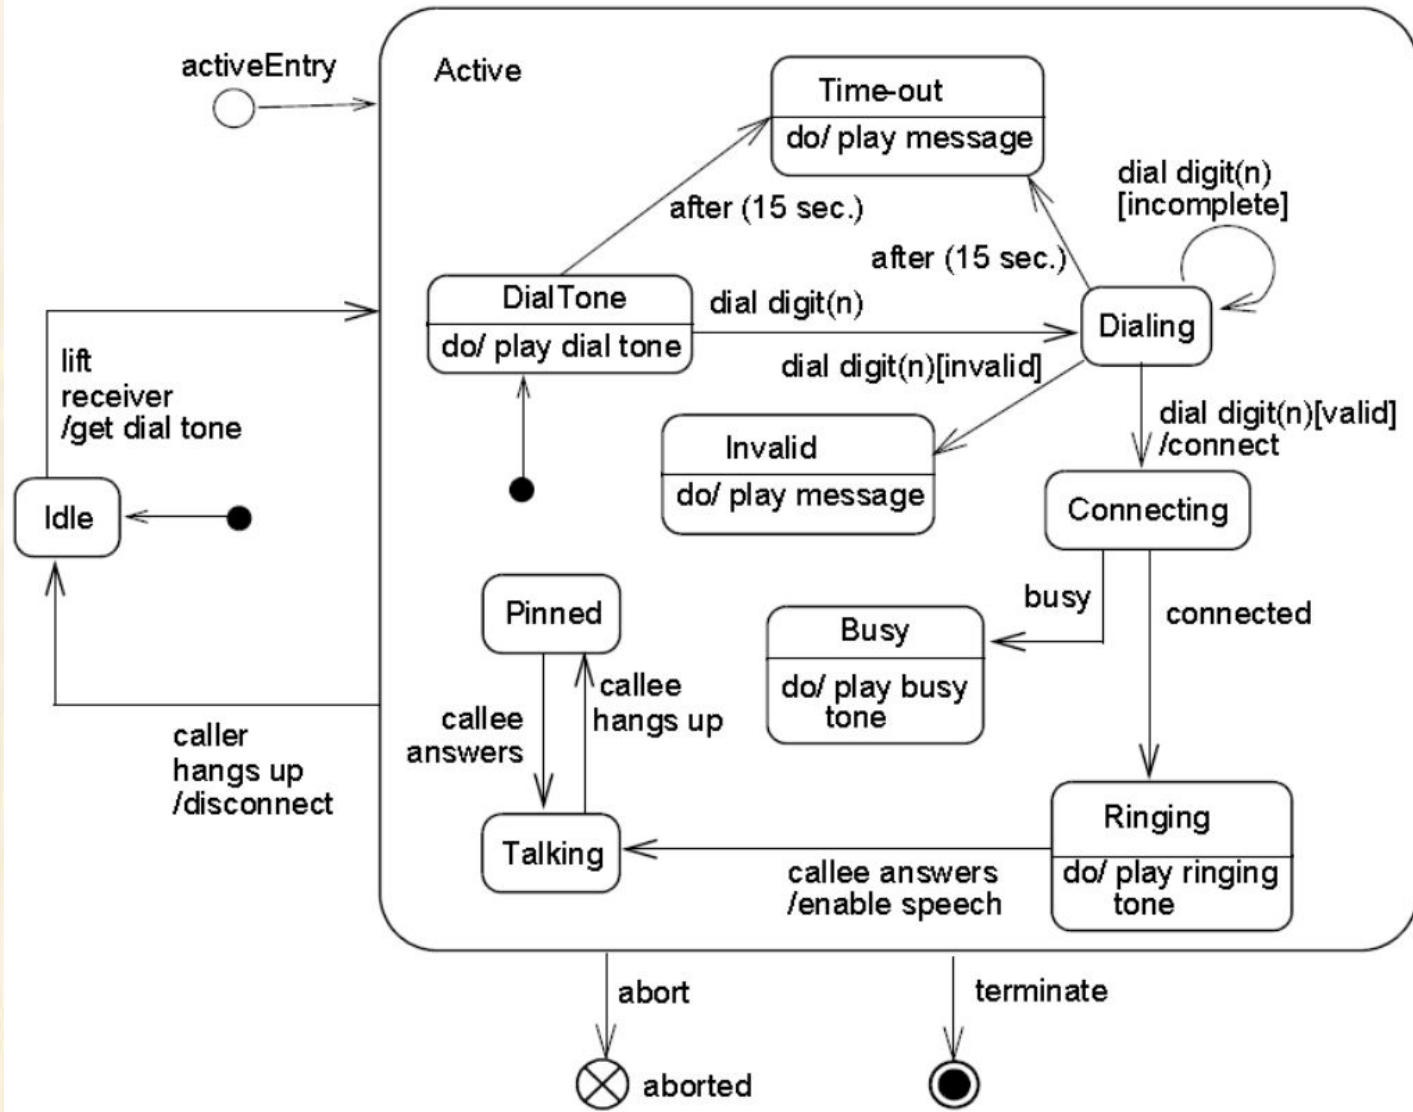 activeEntry
Active
Time-out
do/ play message
dial digit(n)
[incomplete]
after (15 sec.)
after (15 sec.)
DialTone
do/ play dial tone
dial digit(n)
Dialing
lift
receiver
/get dial tone
dial digit(n)[invalid]
dial digit(n)[valid]
/connect
Invalid
do/ play message
Idle
Connecting
Pinned
busy
connected
Busy
do/ play busy
tone
callee
hangs up
callee
answers
caller
hangs up
/disconnect
Talking
callee answers
/enable speech
Ringing
do/ play ringing
tone
abort
terminate
aborted